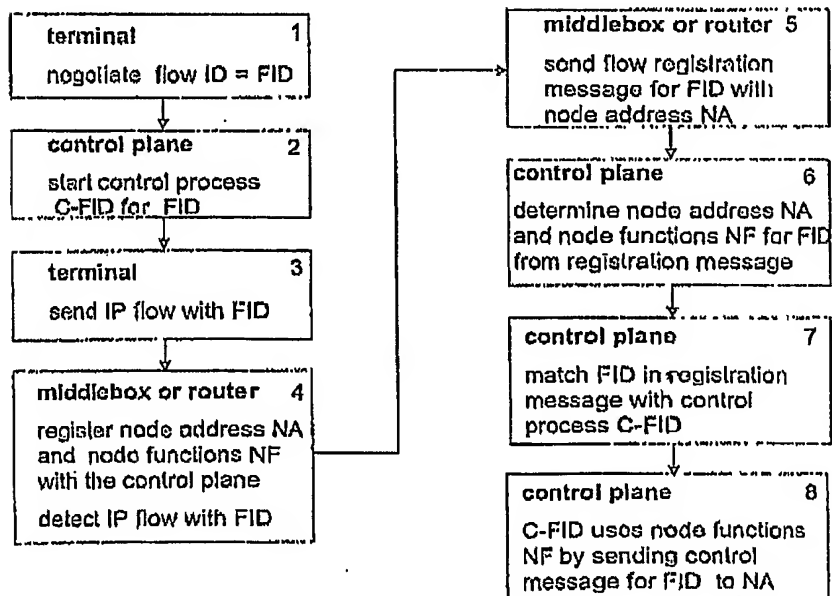 terminal 1
negotiate flow ID = FID
control plane 2
start control process
C-FID for FID
terminal 3
send IP flow with FID
middlebox or router 4
register node address NA
and node functions NF
with the control plane
detect IP flow with FID
middlebox or router 5
send flow registration
message for FID with
node address NA
control plane 6
determine node address NA
and node functions NF for FID
from registration message
control plane 7
match FID in registration
message with control
process C-FID
control plane 8
C-FID uses node functions
NF by sending control
message for FID to NA